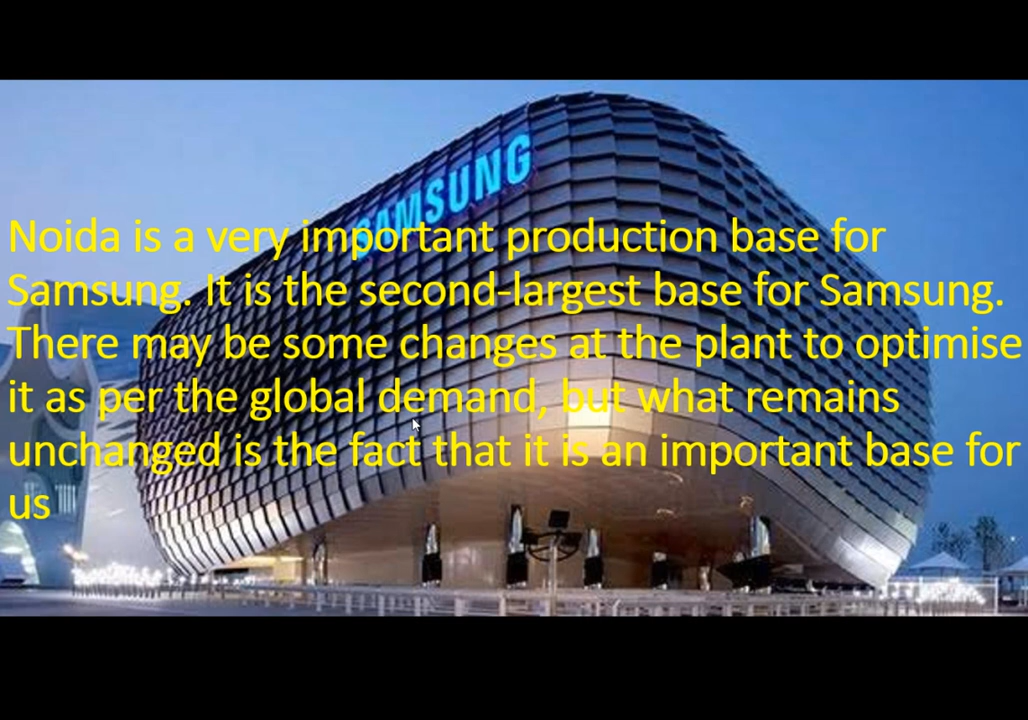 SAMSUNG
Noida is a very important production base for
Samsung. It is the second-largest base for Samsung.
There may be some changes at the plant to optimise
it as per the global demand, but what remains
unchanged is the fact that it is an important base for
us